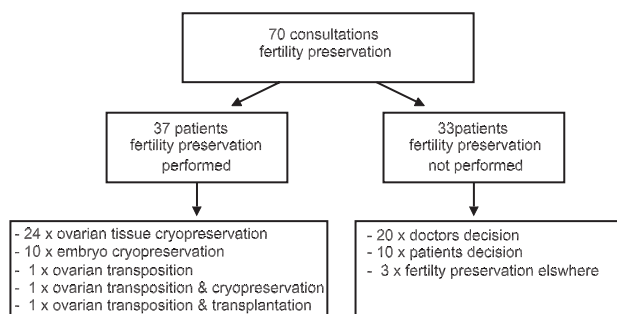 70 consultations
fertility preservation
37 patients
fertility preservation
performed
33patients
fertility preservation
not performed
- 24 x ovarian tissue cryopreservation
- 10 x embryo cryopreservation
- 1 x ovarian transposition
- 1 x ovarian transposition & cryopreservation
- 1 x ovarian transposition & transplantation
- 20 x doctors decision
- 10 x patients decision
- 3 x fertilty preservation elswhere